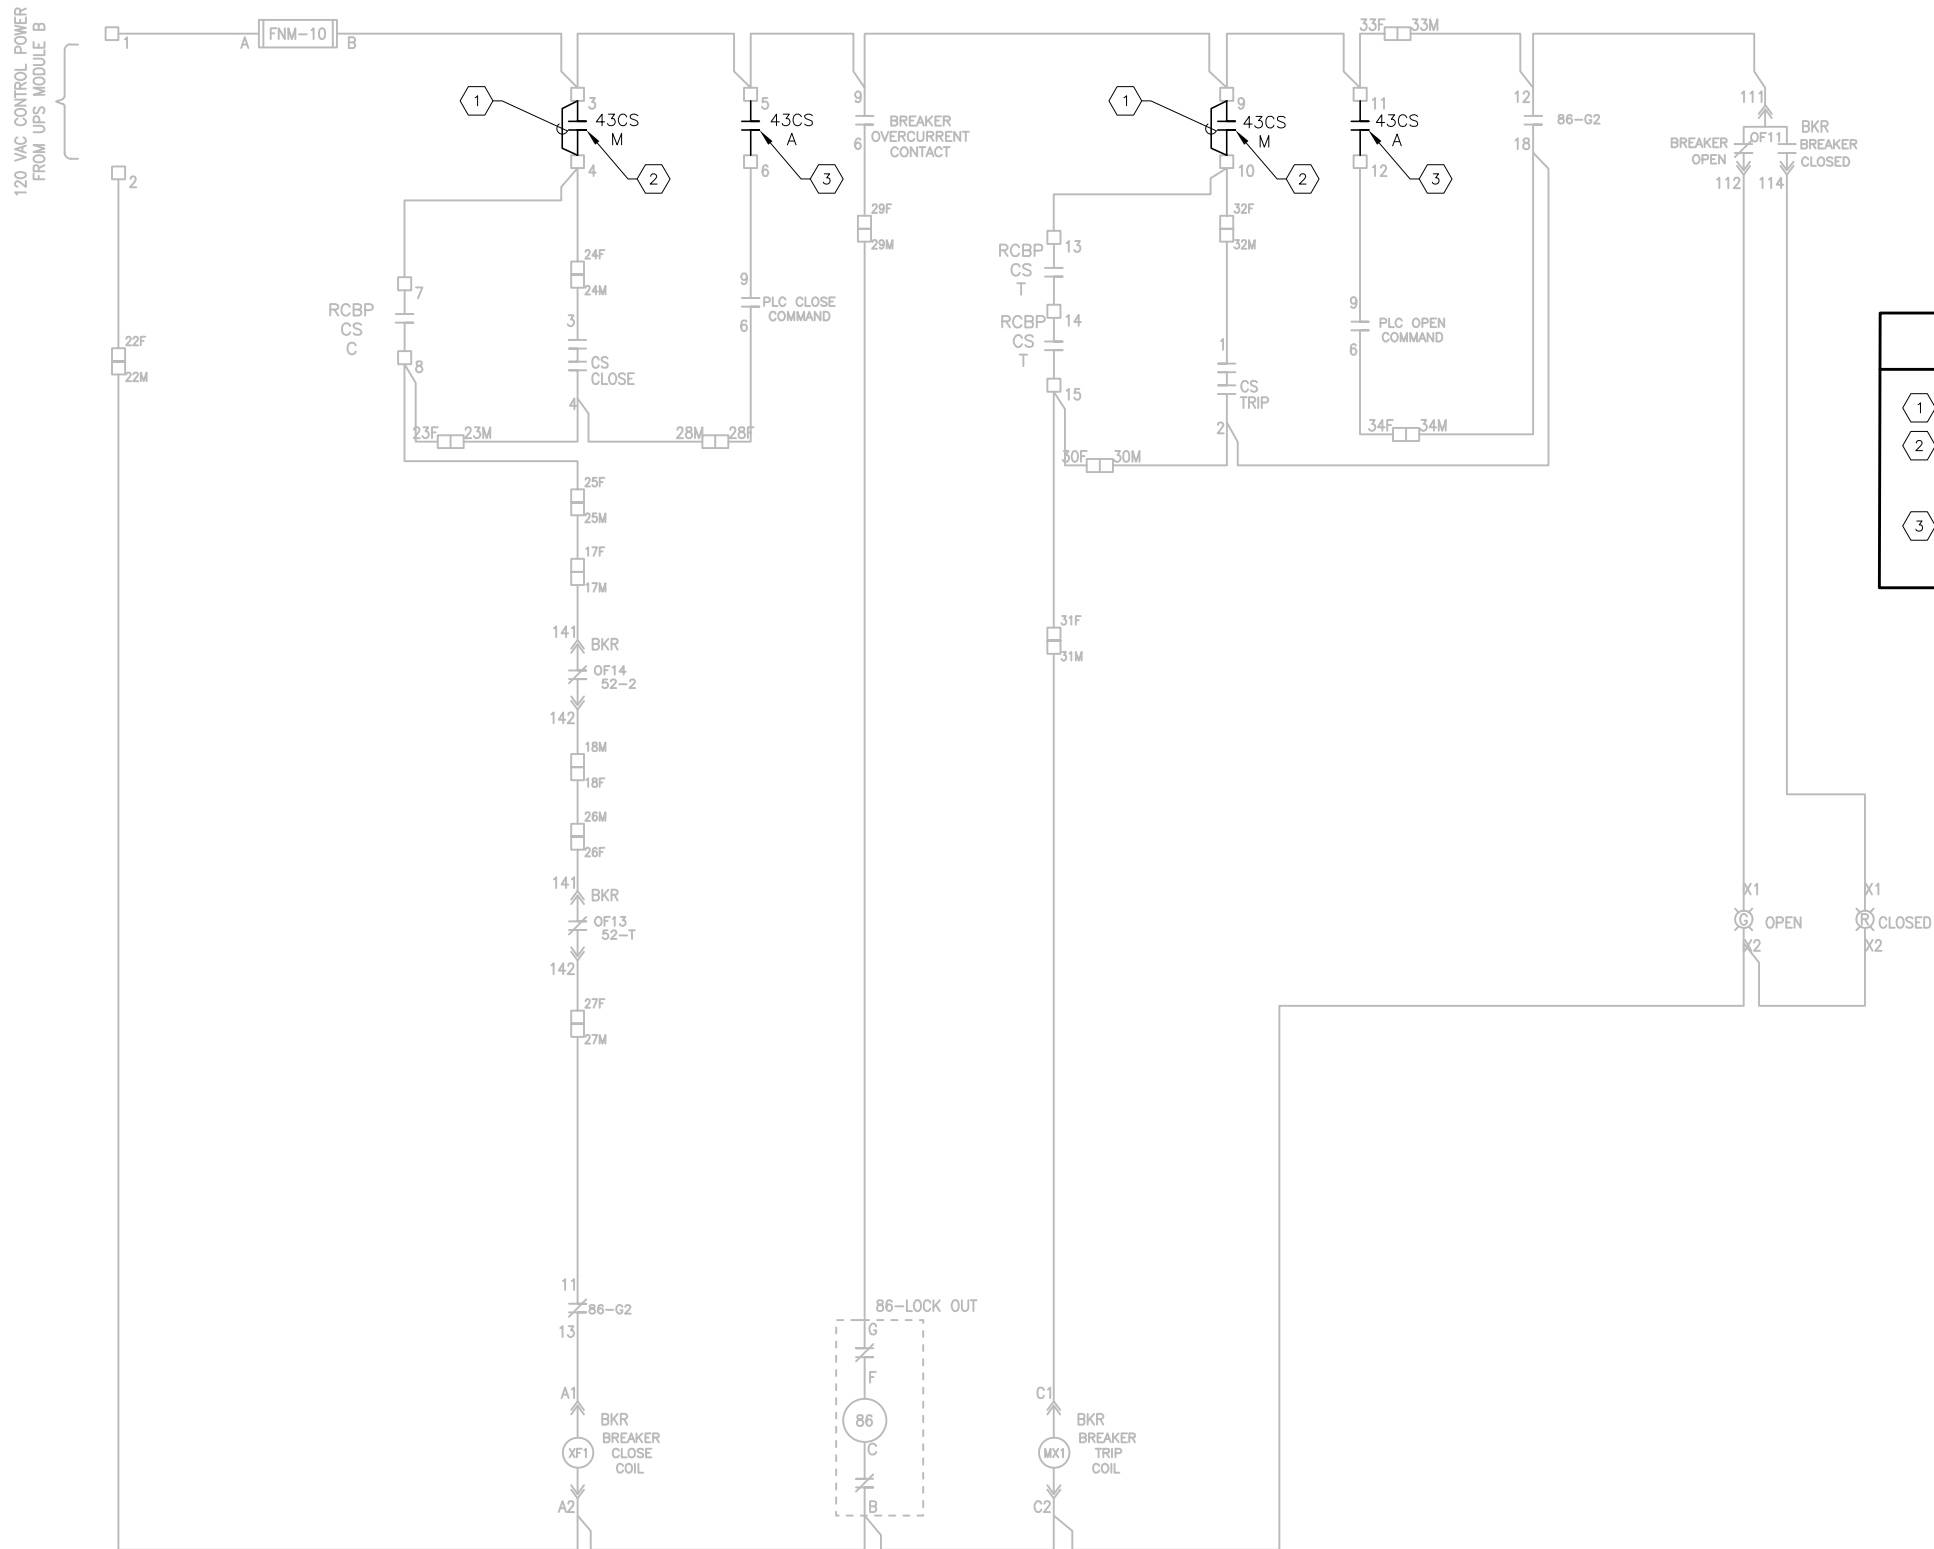 120 VAC CONTROL POWER
FROM UPS MODULE B
1
A
FNM-10
B
2
22F
22M
1
3
43CS
M
4
2
5
43CS
A
6
3
9
BREAKER
OVERCURRENT
CONTACT
6
29F
29M
1
9
43CS
M
10
2
11
43CS
A
12
3
33F
33M
12
86-G2
18
111
BREAKER
OPEN
OF11
BKR
BREAKER
CLOSED
112
114
RCBP
CS
C
7
8
24F
24M
3
CS
CLOSE
4
9
PLC CLOSE
COMMAND
6
23F
23M
28M
28F
RCBP
CS
T
13
RCBP
CS
T
14
15
32F
32M
1
CS
TRIP
2
9
PLC OPEN
COMMAND
6
34F
34M
30F
30M
1
2
3
25F
25M
17F
17M
141
BKR
OF14
52-2
142
18M
18F
26M
26F
141
BKR
OF13
52-T
142
27F
27M
31F
31M
X1
G
OPEN
X2
X1
R
CLOSED
X2
11
86-G2
13
86-LOCK OUT
G
F
86
C
B
A1
BKR
BREAKER
CLOSE
COIL
XF1
A2
C1
BKR
BREAKER
TRIP
COIL
MX1
C2